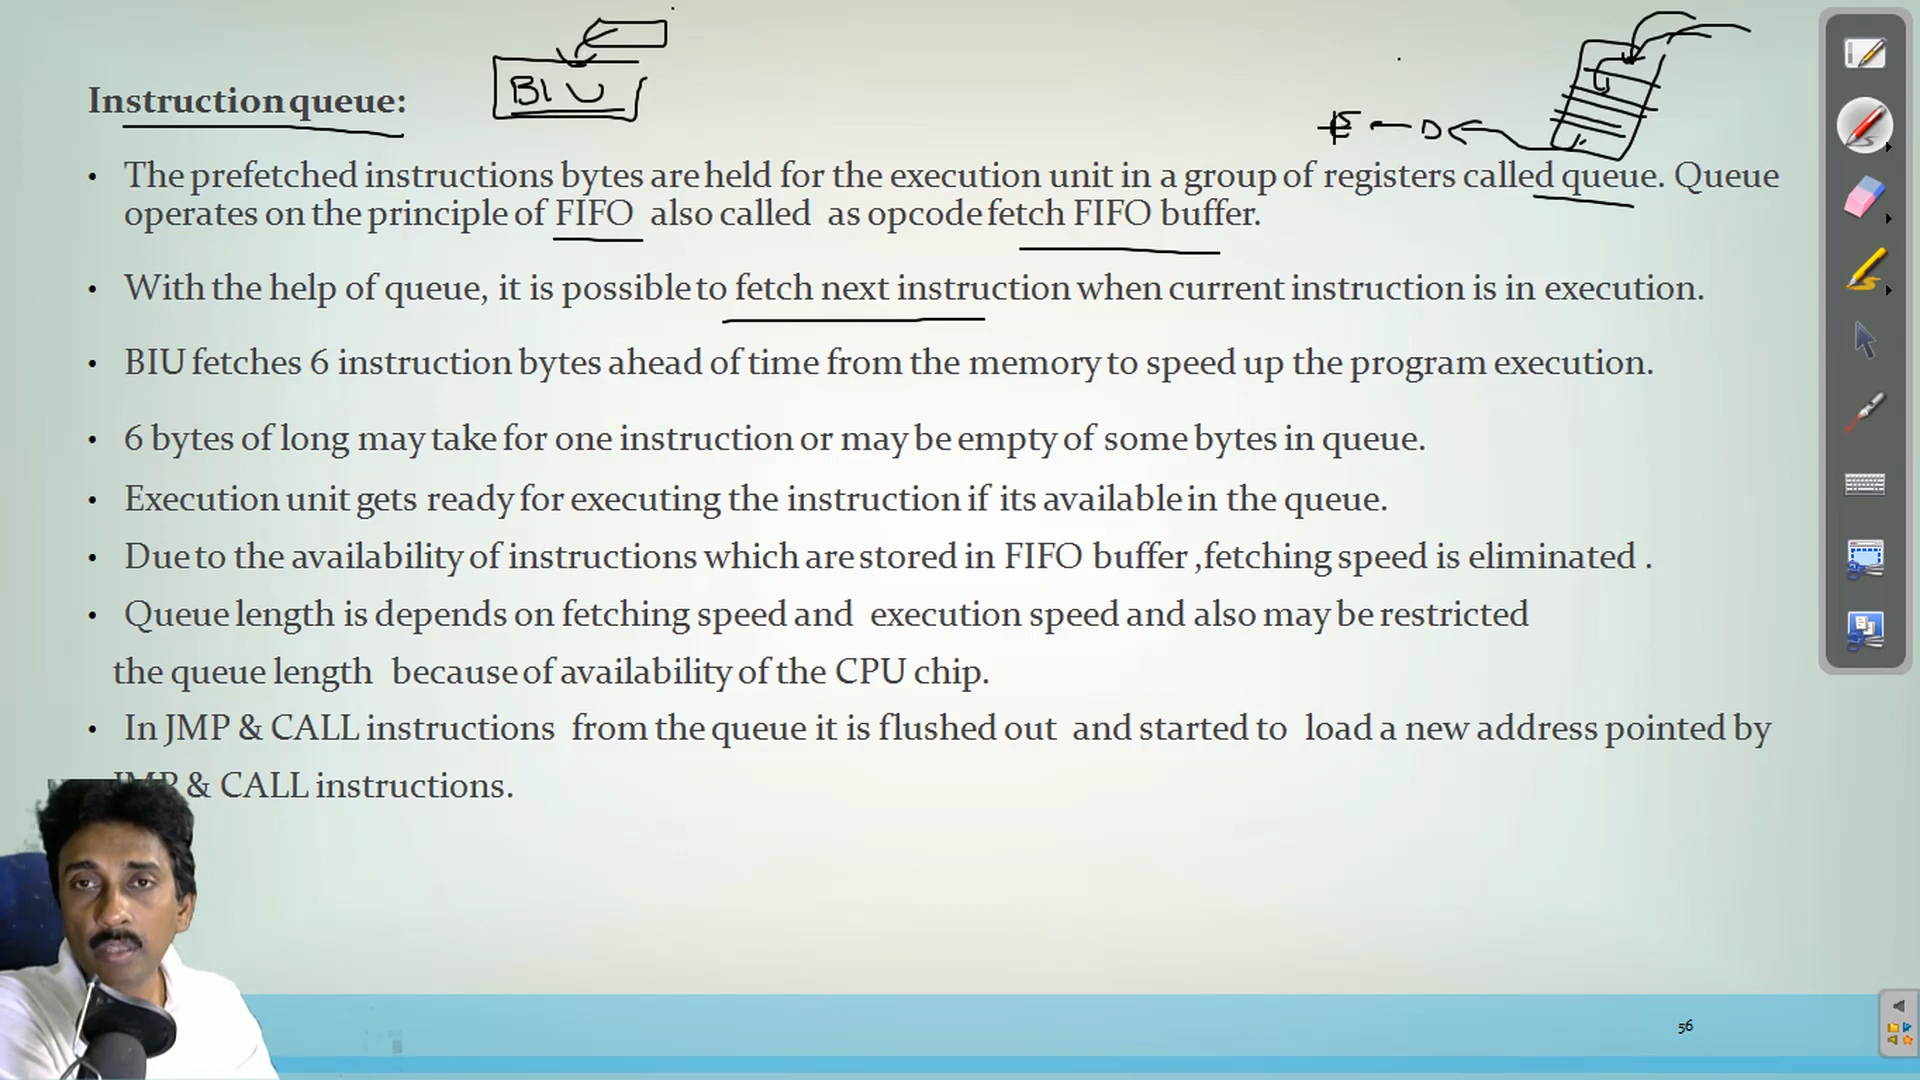 BIU
Instruction queue:
E D
• The prefetched instructions bytes are held for the execution unit in a group of registers called queue. Queue
operates on the principle of FIFO also called as opcode fetch FIFO buffer.
• With the help of queue, it is possible to fetch next instruction when current instruction is in execution.
• BIU fetches 6 instruction bytes ahead of time from the memory to speed up the program execution.
• 6 bytes of long may take for one instruction or may be empty of some bytes in queue.
• Execution unit gets ready for executing the instruction if its available in the queue.
• Due to the availability of instructions which are stored in FIFO buffer ,fetching speed is eliminated .
• Queue length is depends on fetching speed and execution speed and also may be restricted
the queue length because of availability of the CPU chip.
• In JMP & CALL instructions from the queue it is flushed out and started to load a new address pointed by
JMP & CALL instructions.
56